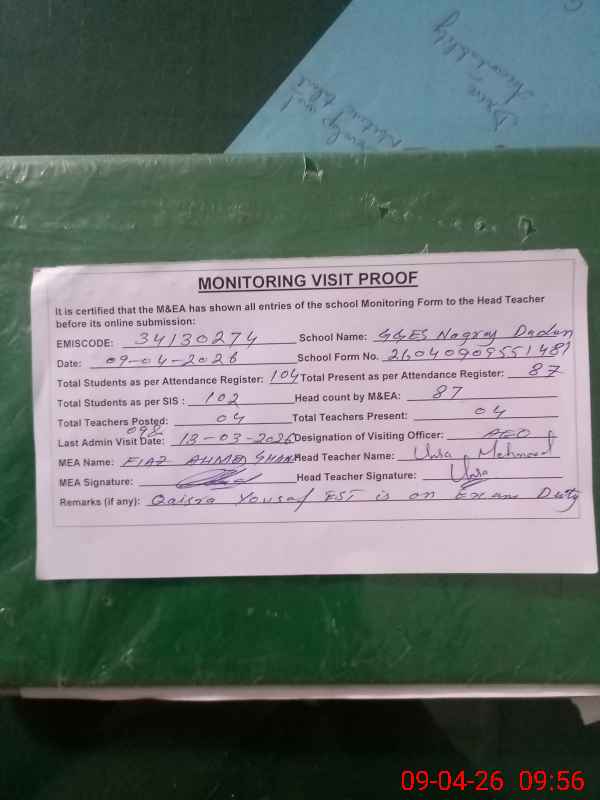 MONITORING VISIT PROOF
It is certified that the M&EA has shown all entries of the school Monitoring Form to the Head Teacher
before its online submission:
EMISCODE: 34130274 School Name: GGES Nagray Dadan
Date: 09-04-2026 School Form No. 21040909551481
Total Students as per Attendance Register: 104 Total Present as per Attendance Register: 87
Total Students as per SIS : 102 Head count by M&EA: 87
Total Teachers Posted: 04 Total Teachers Present: 04
098
Last Admin Visit Date: 13-03-2026 Designation of Visiting Officer: AEO
MEA Name: FIAZ AHMED Head Teacher Name: Uzra Mehmood
MEA Signature: Head Teacher Signature: Uzra
Remarks (if any): Qaisra Yousaf EST is on Exam Duty
09-04-26 09:56